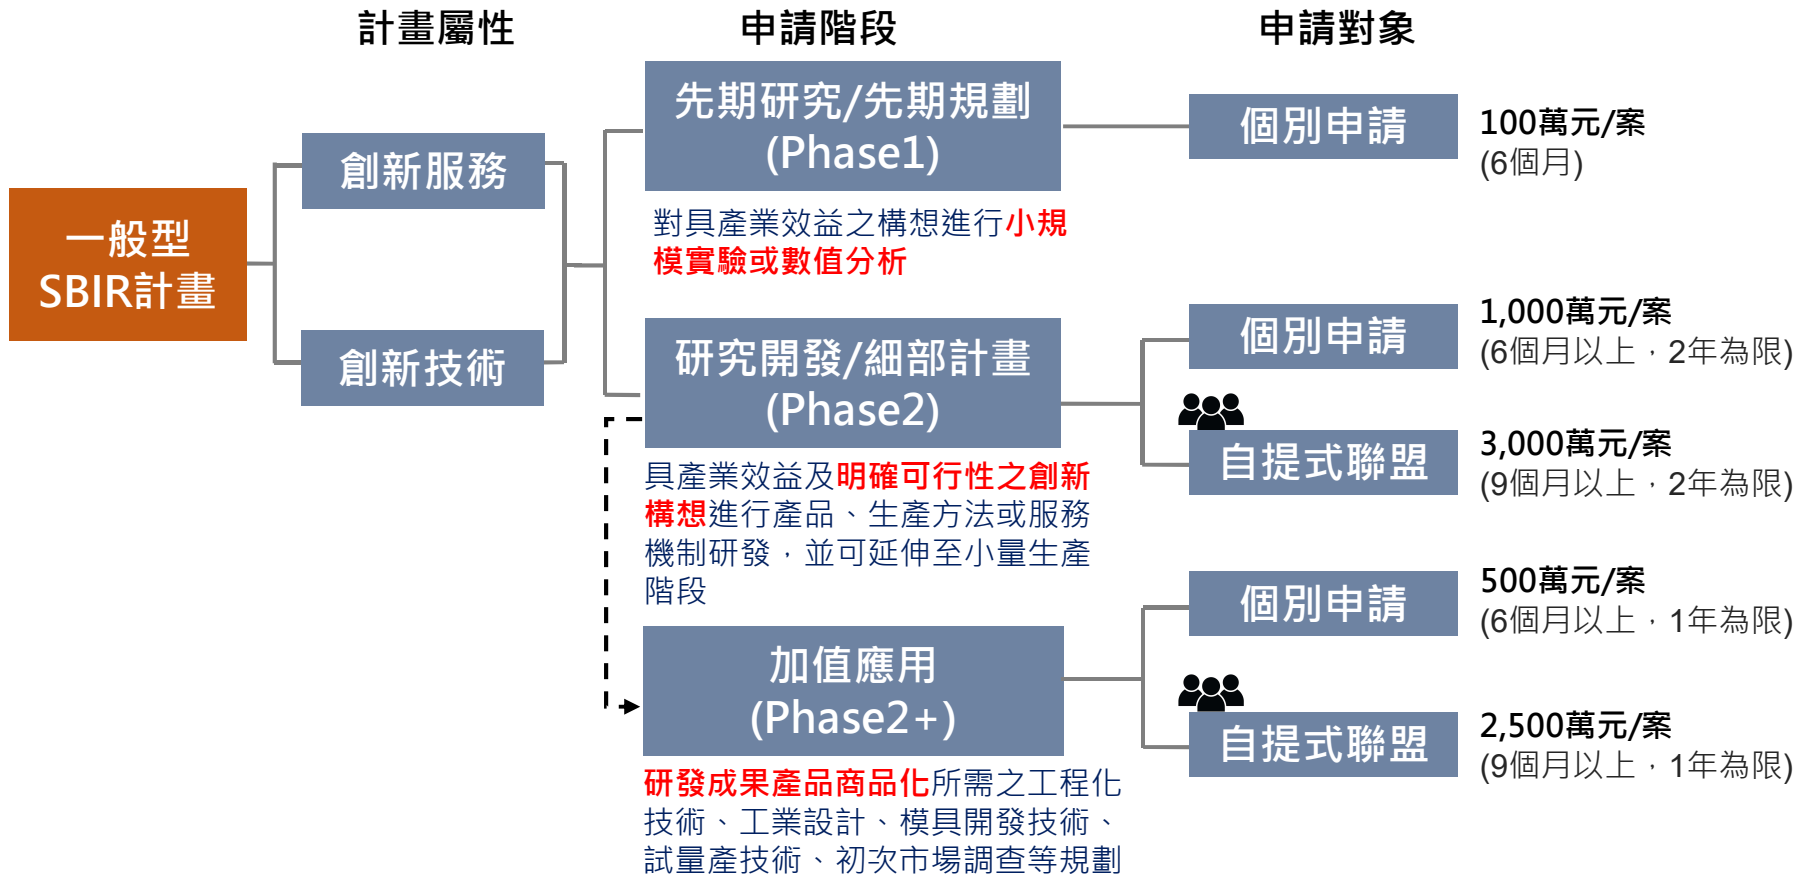 計畫屬性
申請階段
申請對象
一般型
SBIR計畫
創新服務
創新技術
先期研究/先期規劃
(Phase1)
對具產業效益之構想進行小規
模實驗或數值分析
個別申請
100萬元/案
(6個月)
研究開發/細部計畫
(Phase2)
具產業效益及明確可行性之創新
構想進行產品、生產方法或服務
機制研發，並可延伸至小量生產
階段
個別申請
1,000萬元/案
(6個月以上，2年為限)
自提式聯盟
3,000萬元/案
(9個月以上，2年為限)
加值應用
(Phase2+)
研發成果產品商品化所需之工程化
技術、工業設計、模具開發技術、
試量產技術、初次市場調查等規劃
個別申請
500萬元/案
(6個月以上，1年為限)
自提式聯盟
2,500萬元/案
(9個月以上，1年為限)